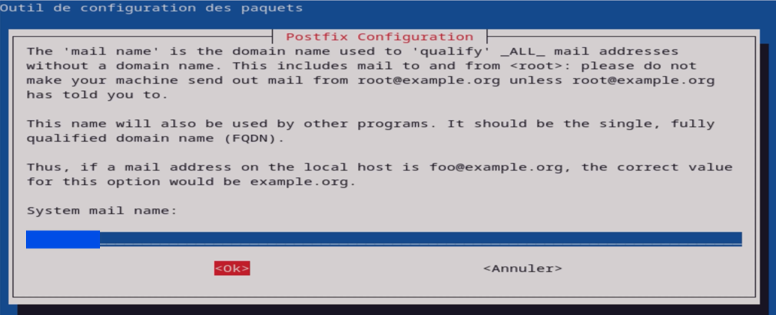 Outil de configuration des paquets
Postfix Configuration
The 'mail name' is the domain name used to 'qualify' _ALL_ mail addresses
without a domain name. This includes mail to and from <root>: please do not
make your machine send out mail from root@example.org unless root@example.org
has told you to.
This name will also be used by other programs. It should be the single, fully
qualified domain name (FQDN).
Thus, if a mail address on the local host is foo@example.org, the correct value
for this option would be example.org.
System mail name:
<Ok> <Annuler>